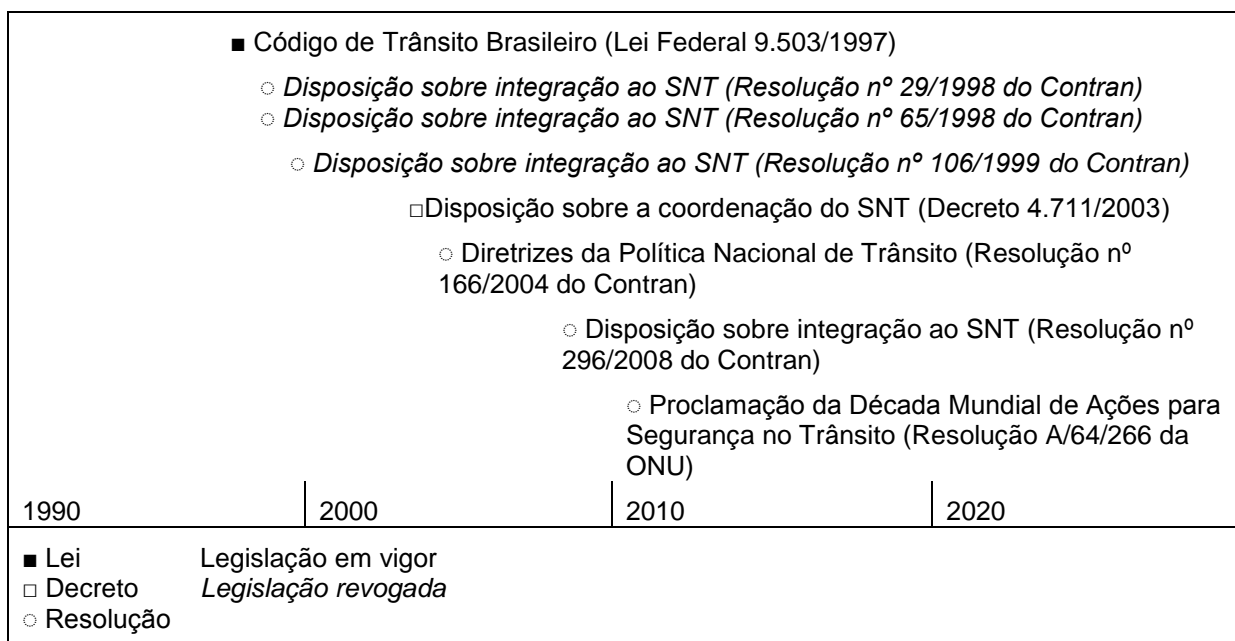 ■ Código de Trânsito Brasileiro (Lei Federal 9.503/1997)
◌ Disposição sobre integração ao SNT (Resolução nº 29/1998 do Contran)
◌ Disposição sobre integração ao SNT (Resolução nº 65/1998 do Contran)
◌ Disposição sobre integração ao SNT (Resolução nº 106/1999 do Contran)
□Disposição sobre a coordenação do SNT (Decreto 4.711/2003)
◌ Diretrizes da Política Nacional de Trânsito (Resolução nº
166/2004 do Contran)
◌ Disposição sobre integração ao SNT (Resolução nº
296/2008 do Contran)
◌ Proclamação da Década Mundial de Ações para
Segurança no Trânsito (Resolução A/64/266 da
ONU)
1990 2000 2010 2020
■ Lei Legislação em vigor
□ Decreto Legislação revogada
◌ Resolução